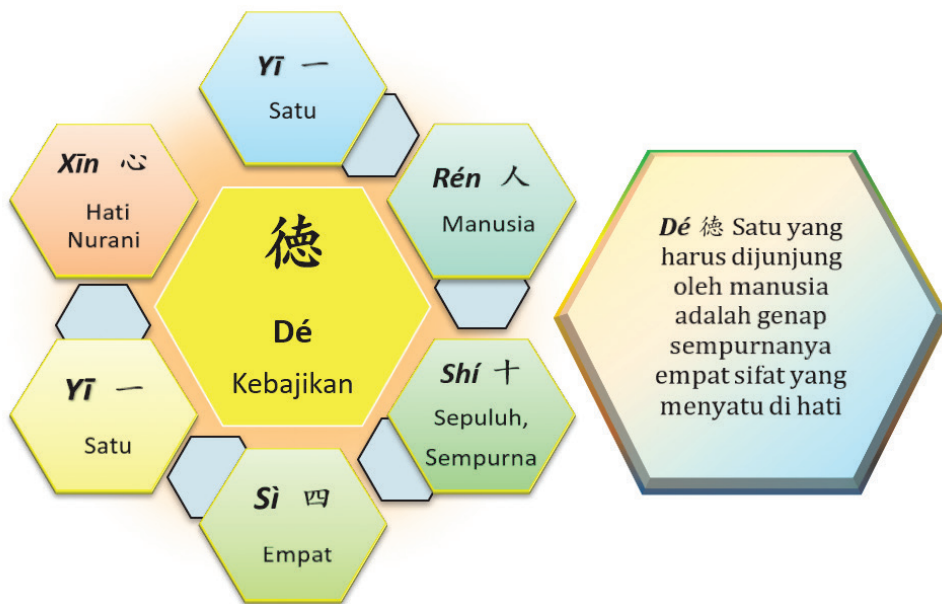 Yī 一
Satu
Rén 人
Manusia
Shí 十
Sepuluh,
Sempurna
Sì 四
Empat
Yī 一
Satu
Xīn 心
Hati
Nurani
徳
Dé
Kebajikan
Dé 德 Satu yang
harus dijunjung
oleh manusia
adalah genap
sempurnanya
empat sifat yang
menyatu di hati